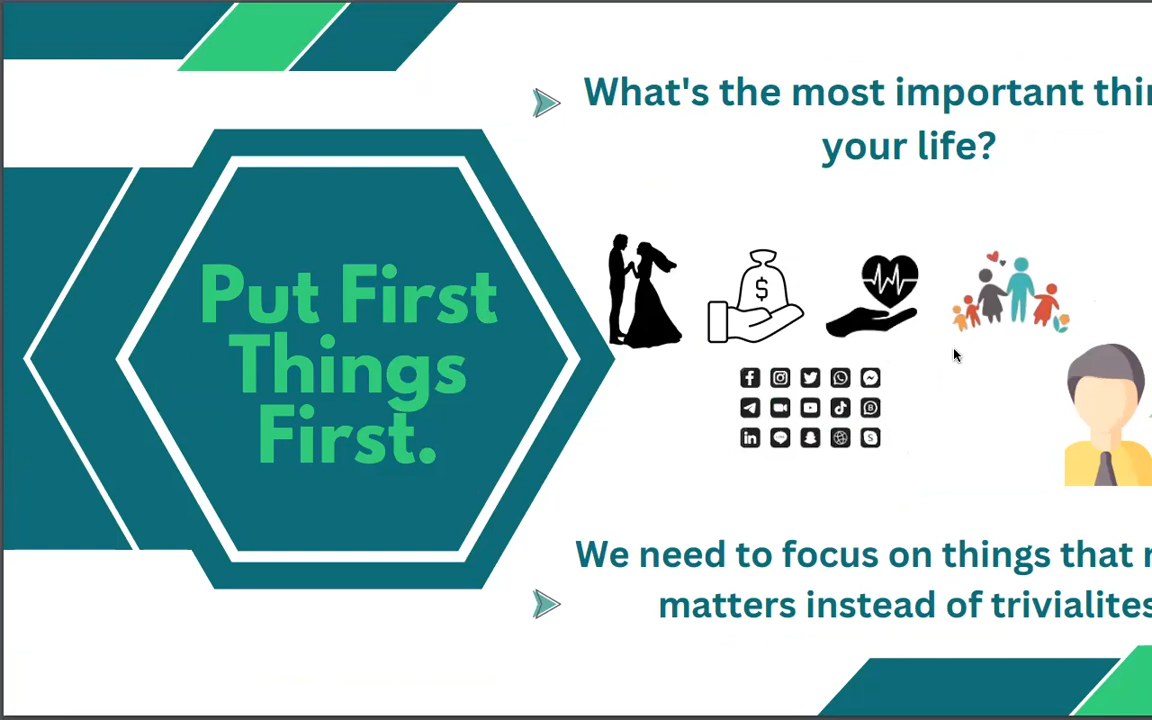 Put First
Things
First.
What's the most important
your life?
$
We need to focus on things that
matters instead of trivialites